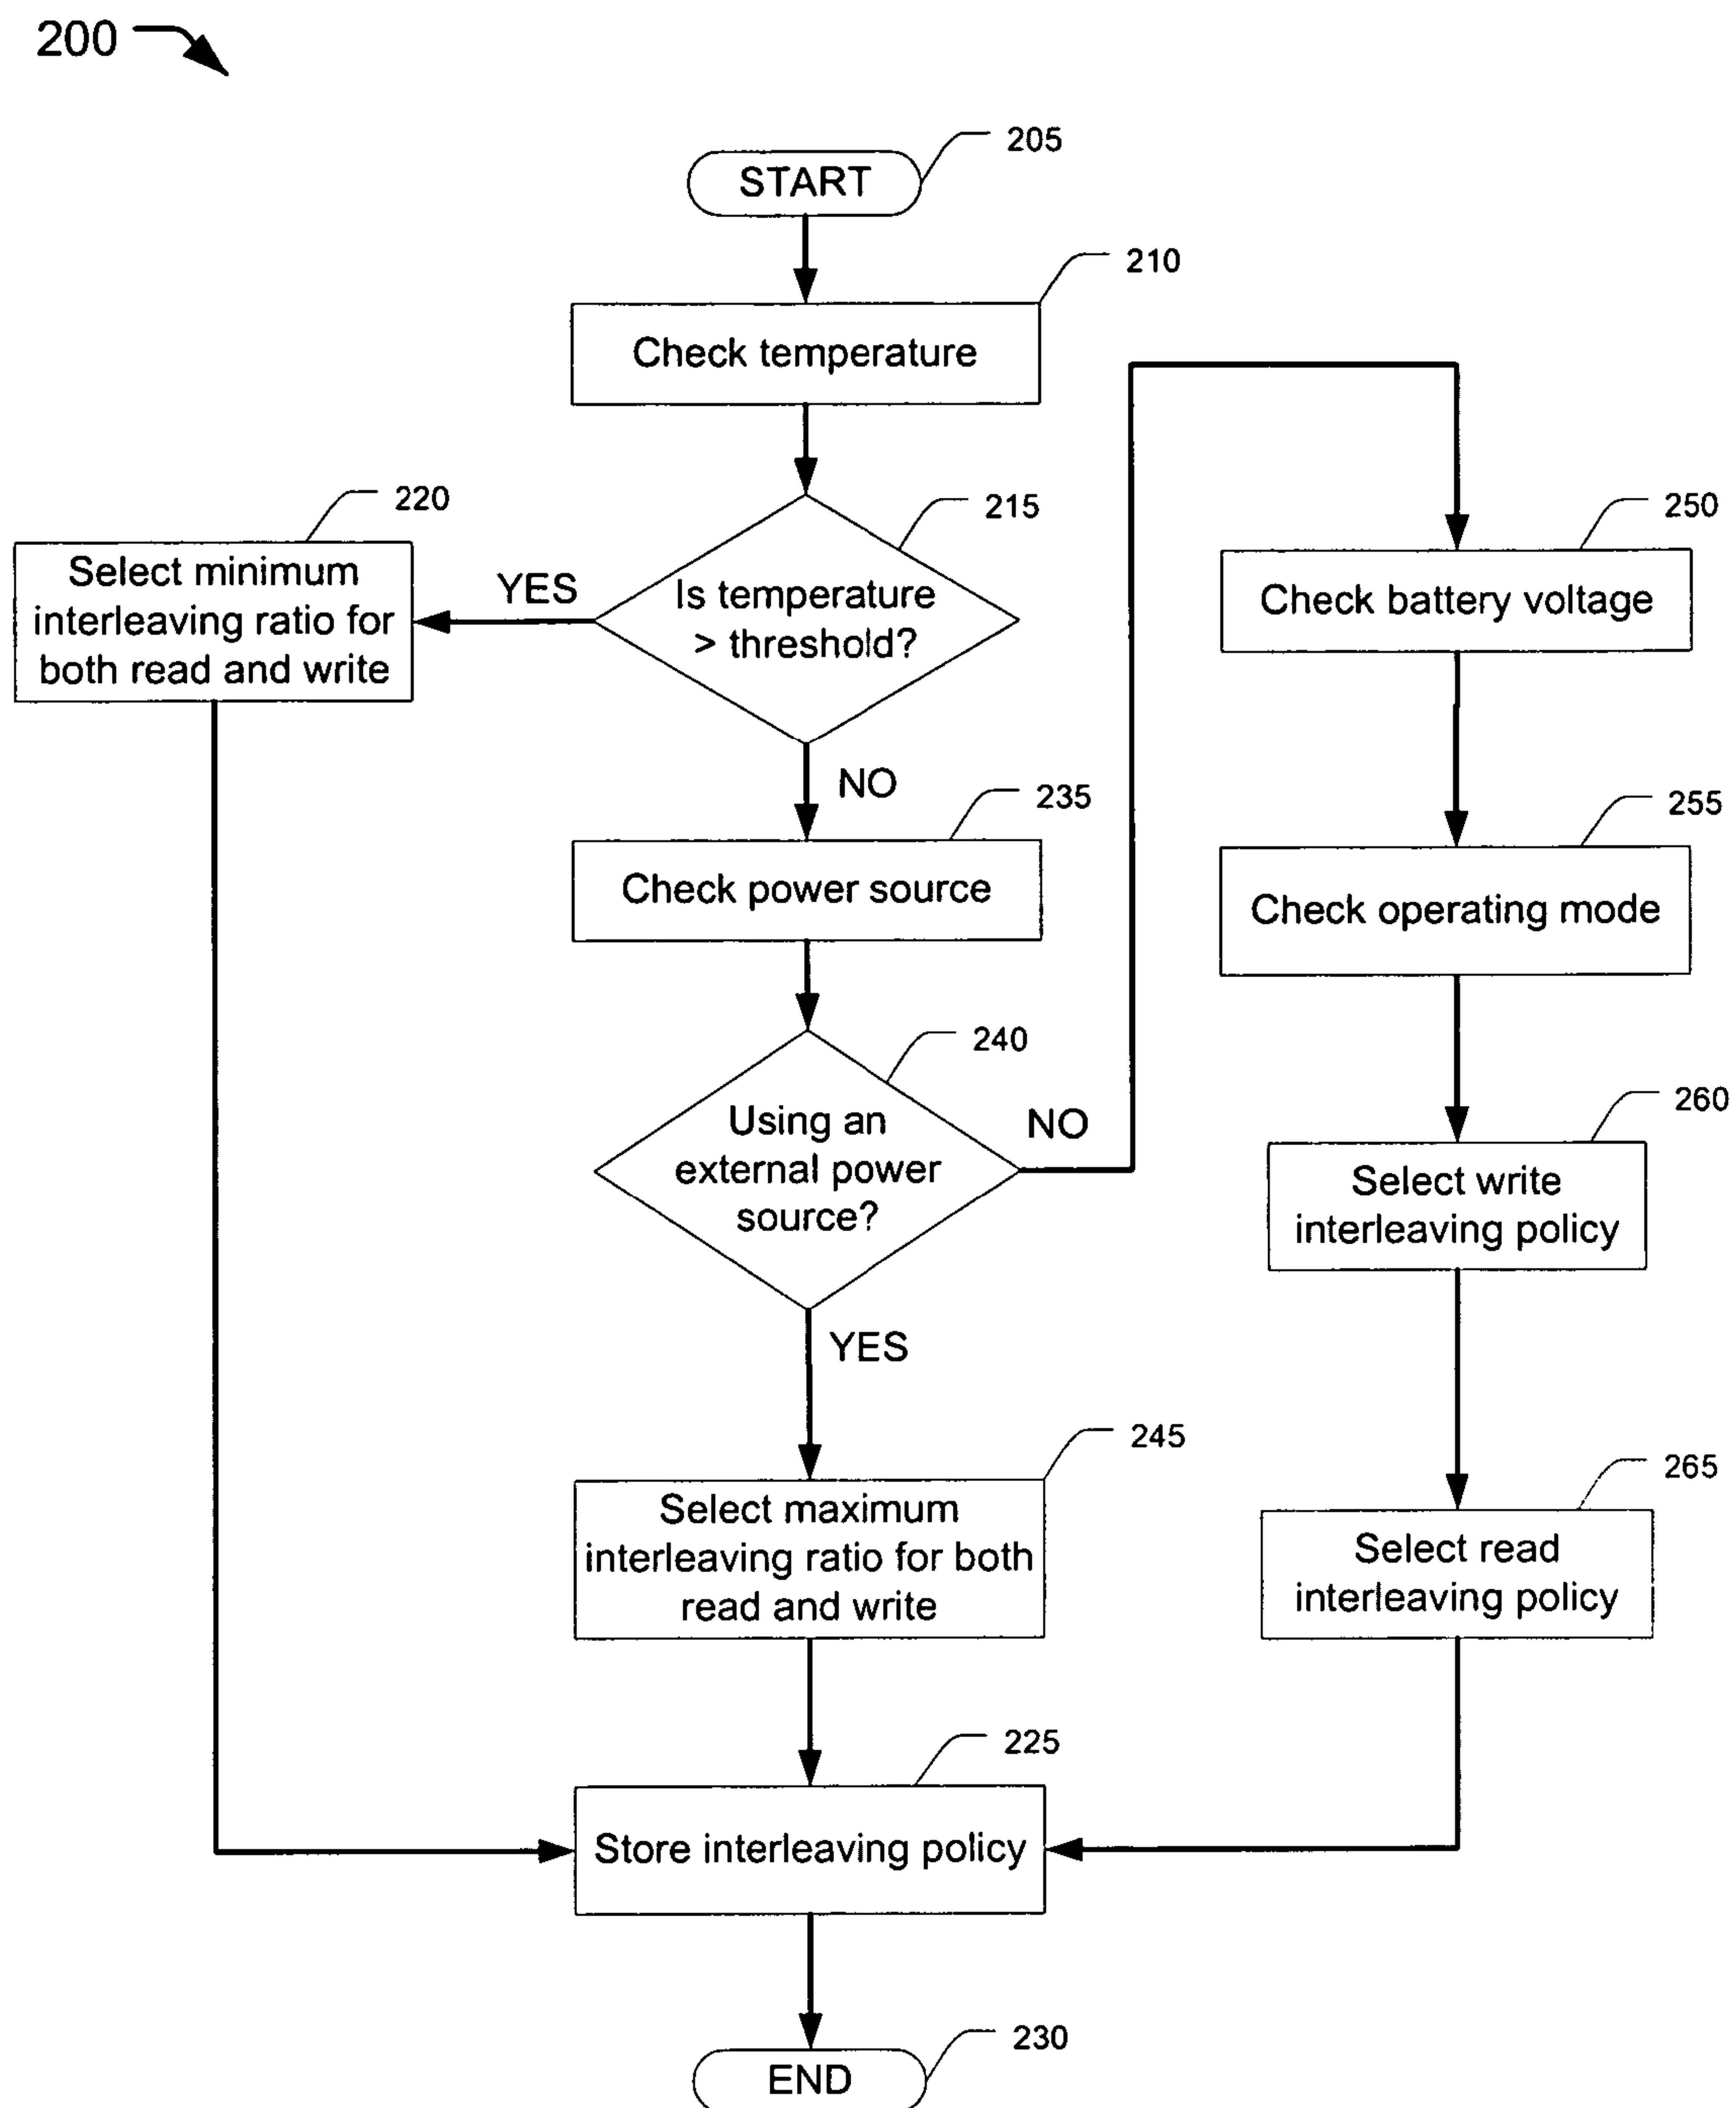 200
START
205
Check temperature
210
Is temperature
> threshold?
215
YES
Select minimum
interleaving ratio for
both read and write
220
NO
Check power source
235
Using an
external power
source?
240
NO
Check battery voltage
250
Check operating mode
255
Select write
interleaving policy
260
Select read
interleaving policy
265
YES
Select maximum
interleaving ratio for both
read and write
245
Store interleaving policy
225
END
230